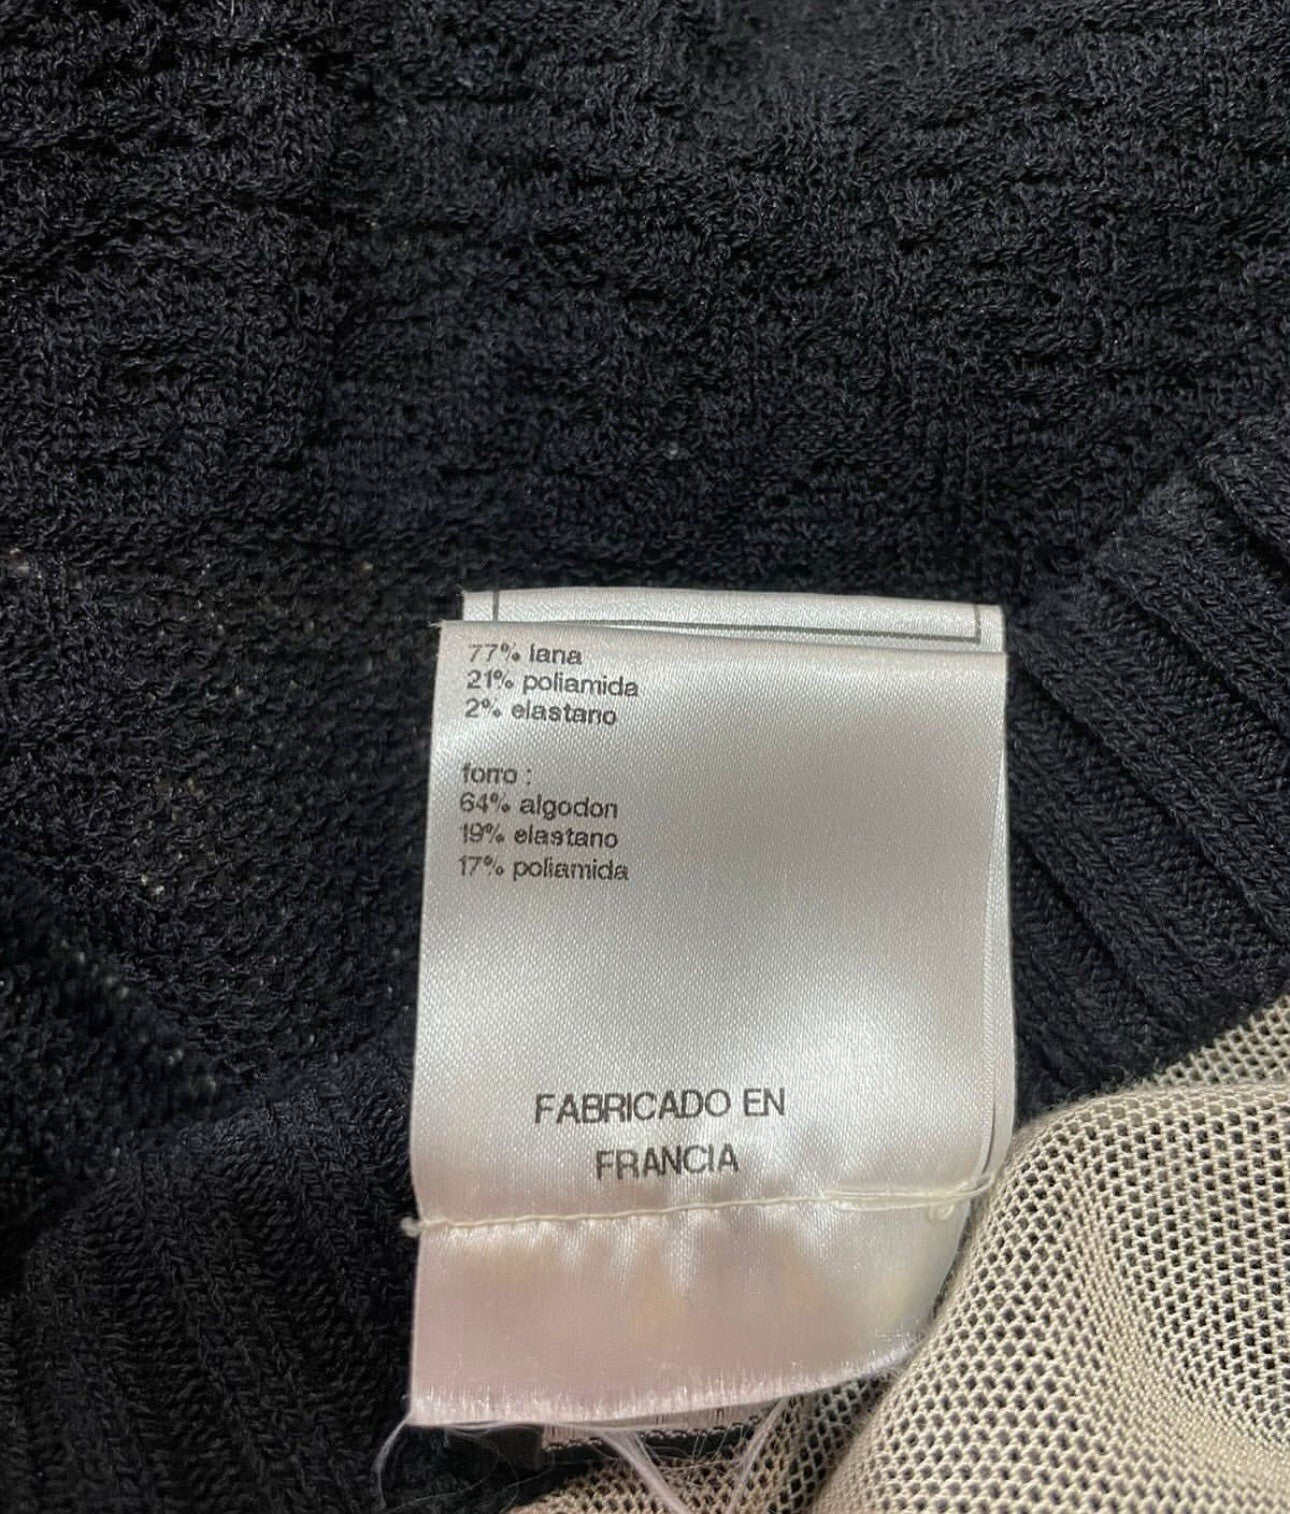 77% lana
21% poliamida
2% elastano
forro :
64% algodon
19% elastano
17% poliamida
FABRICADO EN
FRANCIA